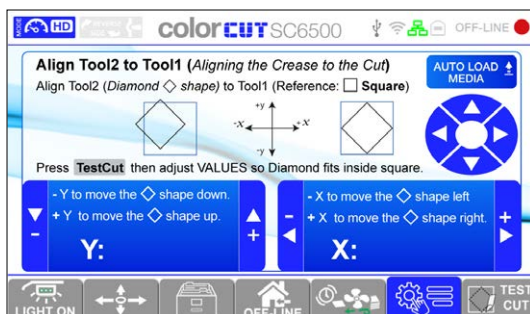 MODE HD REVERSE SIDE colorCUT SC6500 OFF-LINE
Align Tool2 to Tool1 (Aligning the Crease to the Cut)
AUTO LOAD MEDIA
Align Tool2 (Diamond ◇ shape) to Tool1 (Reference: □ Square)
+y
-x +x
-y
Press TestCut then adjust VALUES so Diamond fits inside square.
- Y to move the ◇ shape down.
+ Y to move the ◇ shape up.
- +
Y:
- X to move the ◇ shape left
+ X to move the ◇ shape right.
- +
X:
LIGHT ON
OFF-LINE
TEST
CUT